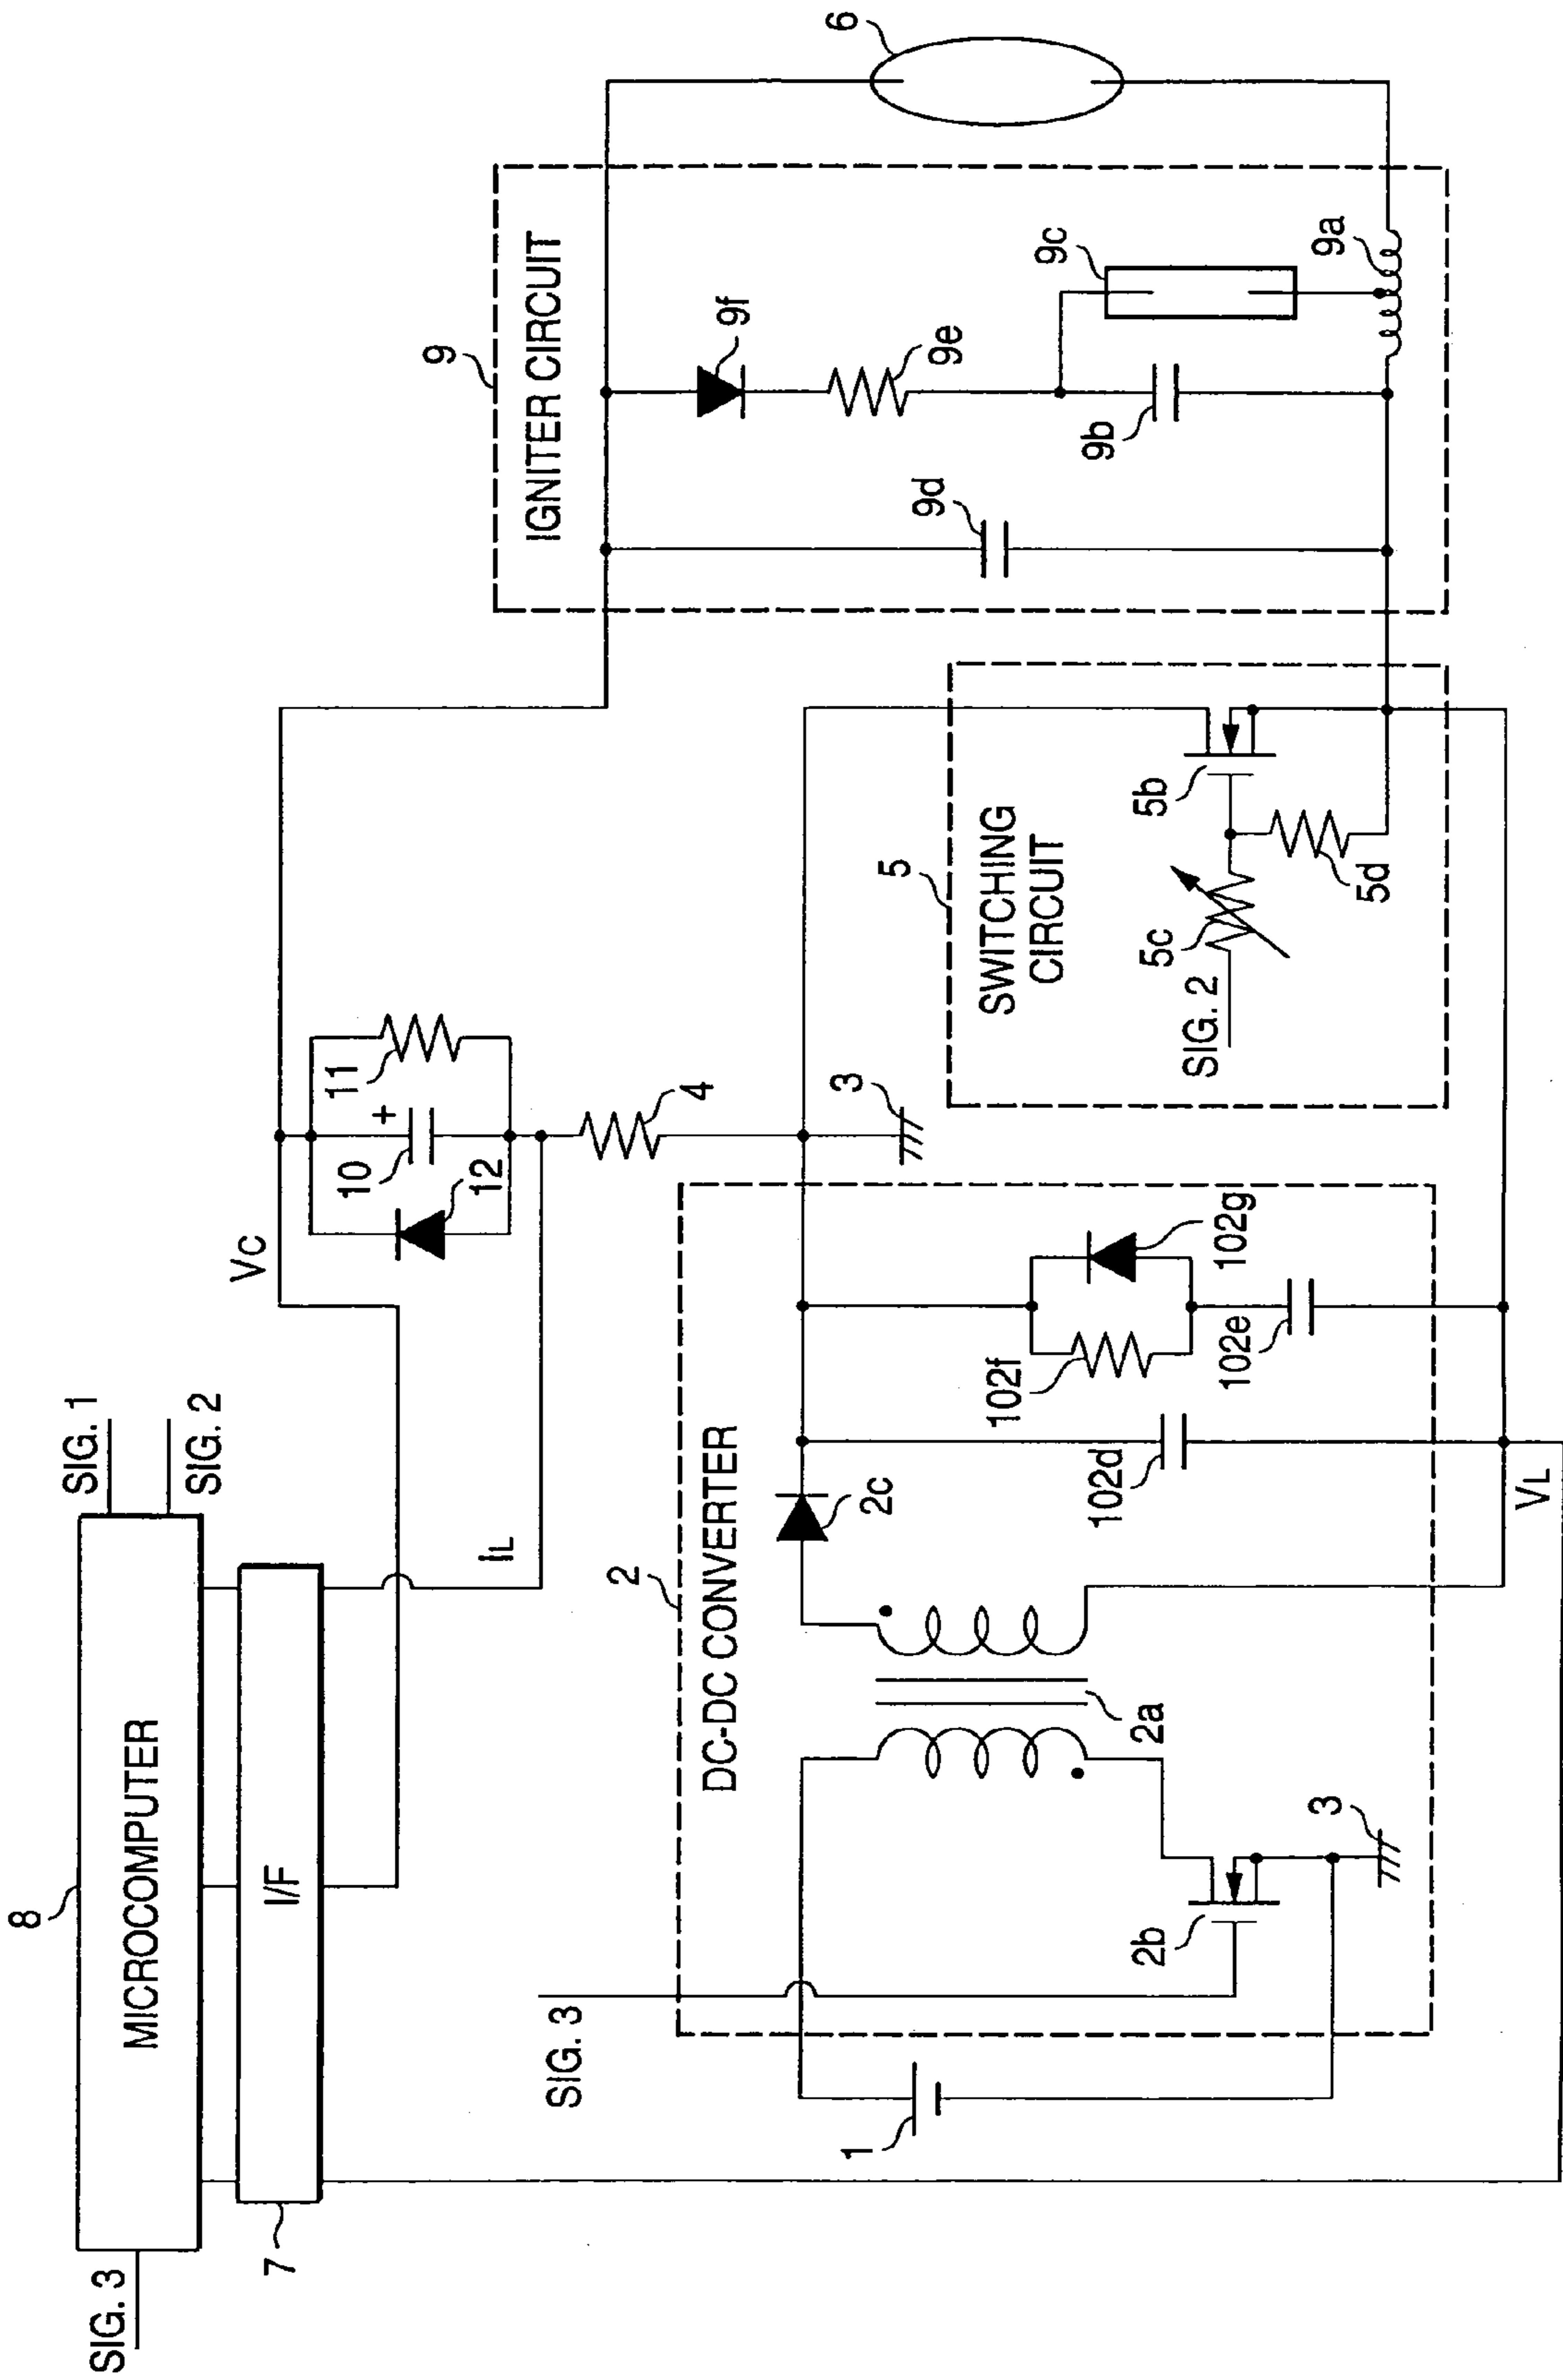 SIG. 3
8
MICROCOMPUTER
SIG. 1
SIG. 2
7
I/F
IL
VC
10
+
11
12
4
3
SIG. 3
2
DC-DC CONVERTER
1
2b
3
2a
2c
102d
102f
102e
102g
VL
5
SWITCHING
CIRCUIT
SIG. 2
5c
5b
5d
9
IGNITER CIRCUIT
9d
9f
9e
9b
9c
9a
6